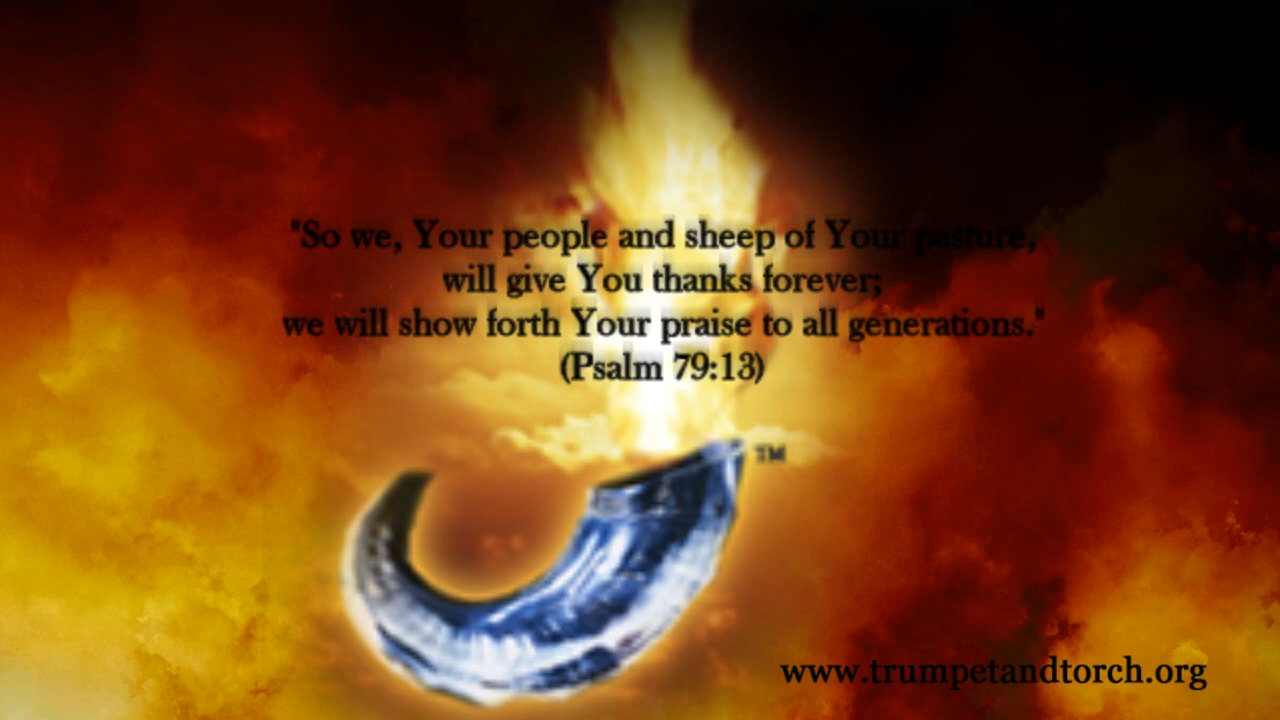 "So we, Your people and sheep of Your pasture,
will give You thanks forever;
we will show forth Your praise to all generations."
(Psalm 79:13)
TM
www.trumpetandtorch.org